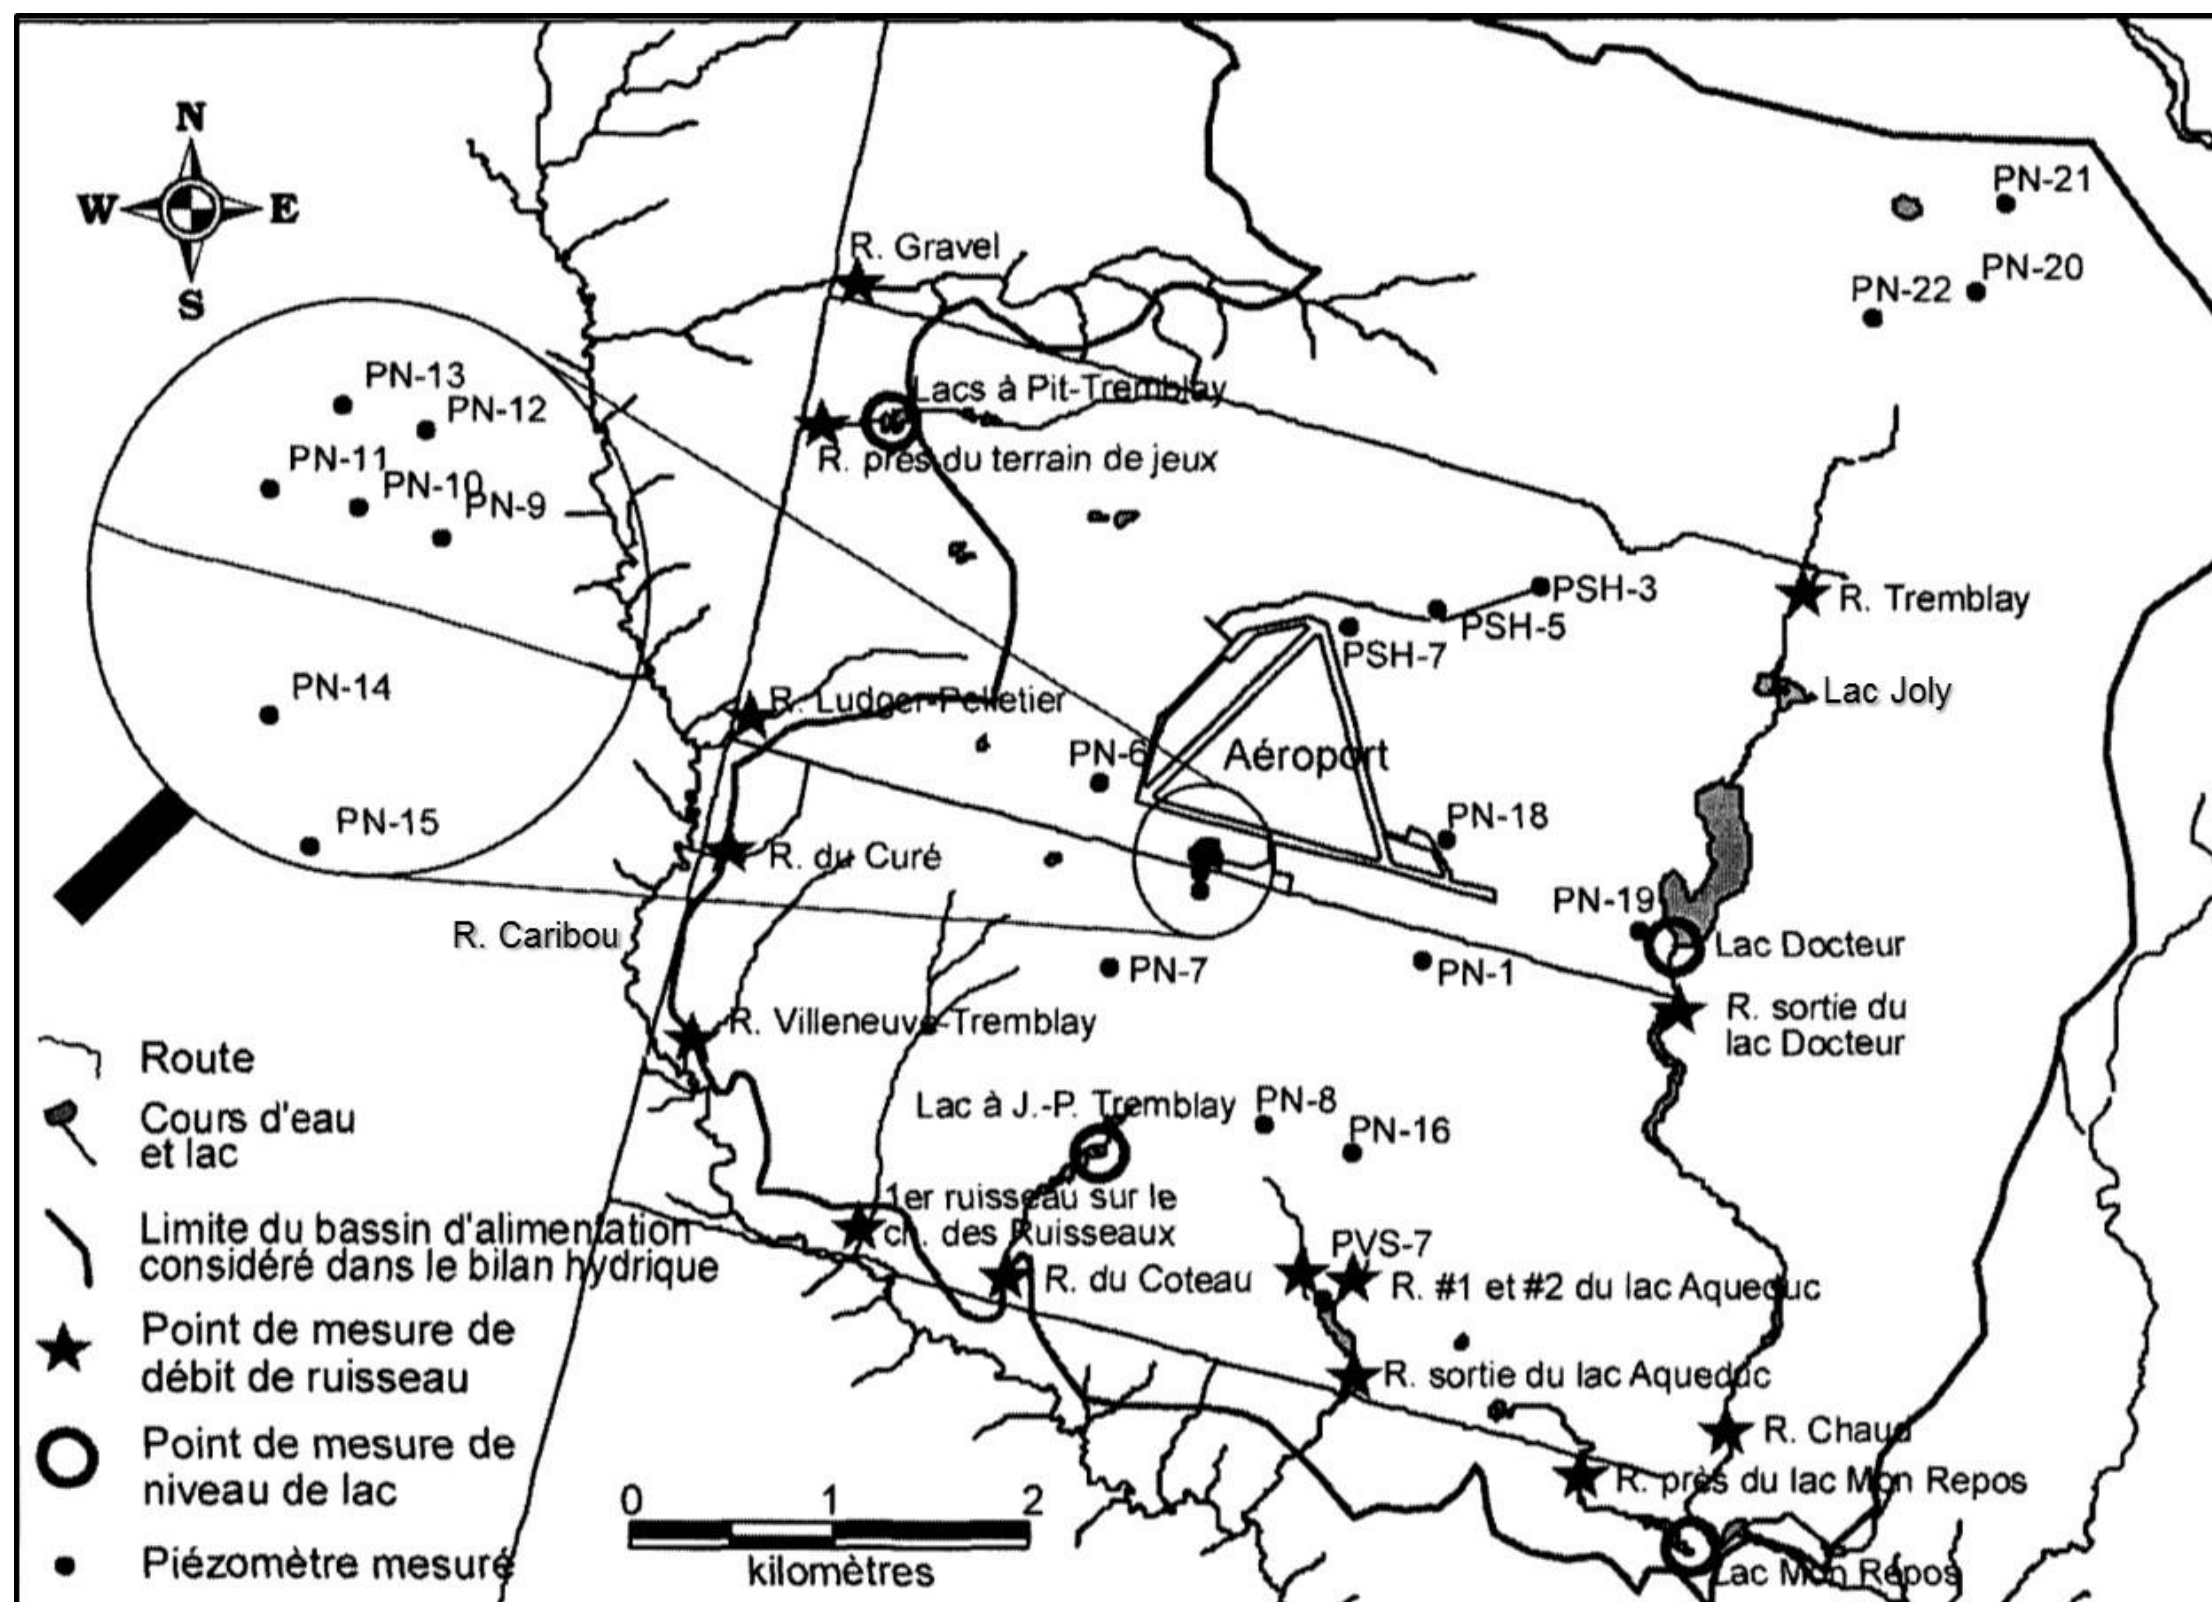 N
W
E
S
PN-21
PN-20
PN-22
R. Gravel
Lacs à Pit-Tremblay
R. près du terrain de jeux
PN-13
PN-12
PN-11
PN-10
PN-9
PN-14
PN-15
PSH-3
PSH-5
PSH-7
R. Tremblay
Lac Joly
R. Ludger-Pelletier
PN-6
Aéroport
PN-18
R. du Curé
PN-19
Lac Docteur
R. Caribou
PN-7
PN-1
R. sortie du
lac Docteur
R. Villeneuve-Tremblay
Lac à J.-P. Tremblay
PN-8
PN-16
1er ruisseau sur le
ch. des Ruisseaux
PVS-7
R. du Coteau
R. #1 et #2 du lac Aqueduc
R. sortie du lac Aqueduc
R. Chaud
R. près du lac Mon Repos
Lac Mon Repos
Route
Cours d'eau
et lac
Limite du bassin d'alimentation
considéré dans le bilan hydrique
Point de mesure de
débit de ruisseau
Point de mesure de
niveau de lac
Piézomètre mesuré
0 1 2
kilomètres